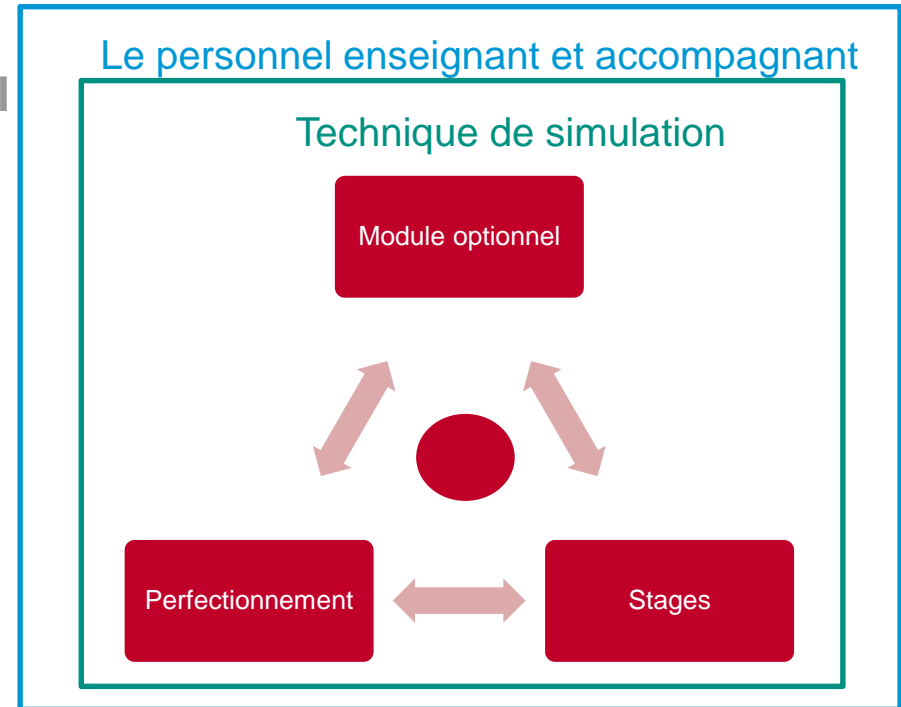 Le personnel enseignant et accompagnant
Technique de simulation
Module optionnel
Perfectionnement
Stages